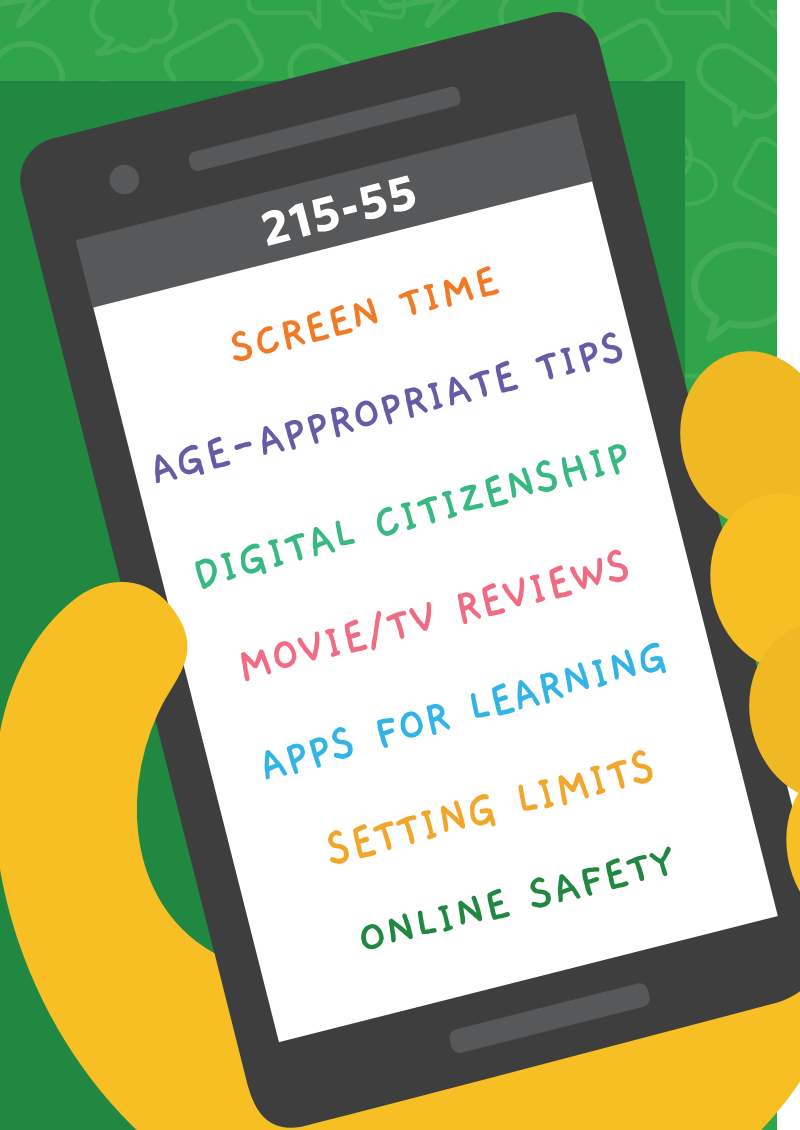 215-55
SCREEN TIME
AGE-APPROPRIATE TIPS
DIGITAL CITIZENSHIP
MOVIE/TV REVIEWS
APPS FOR LEARNING
SETTING LIMITS
ONLINE SAFETY